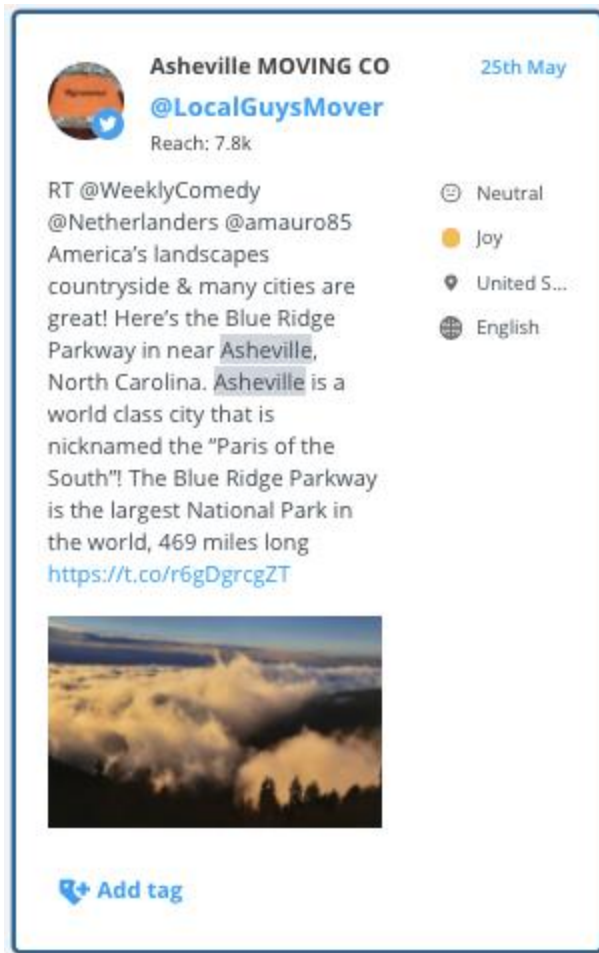 Asheville MOVING CO
25th May
@LocalGuysMover
Reach: 7.8k
RT @WeeklyComedy
@Netherlanders @amauro85
America’s landscapes
countryside & many cities are
great! Here’s the Blue Ridge
Parkway in near Asheville,
North Carolina. Asheville is a
world class city that is
nicknamed the “Paris of the
South”! The Blue Ridge Parkway
is the largest National Park in
the world, 469 miles long
https://t.co/r6gDgrcgZT
Neutral
Joy
United S...
English
Add tag